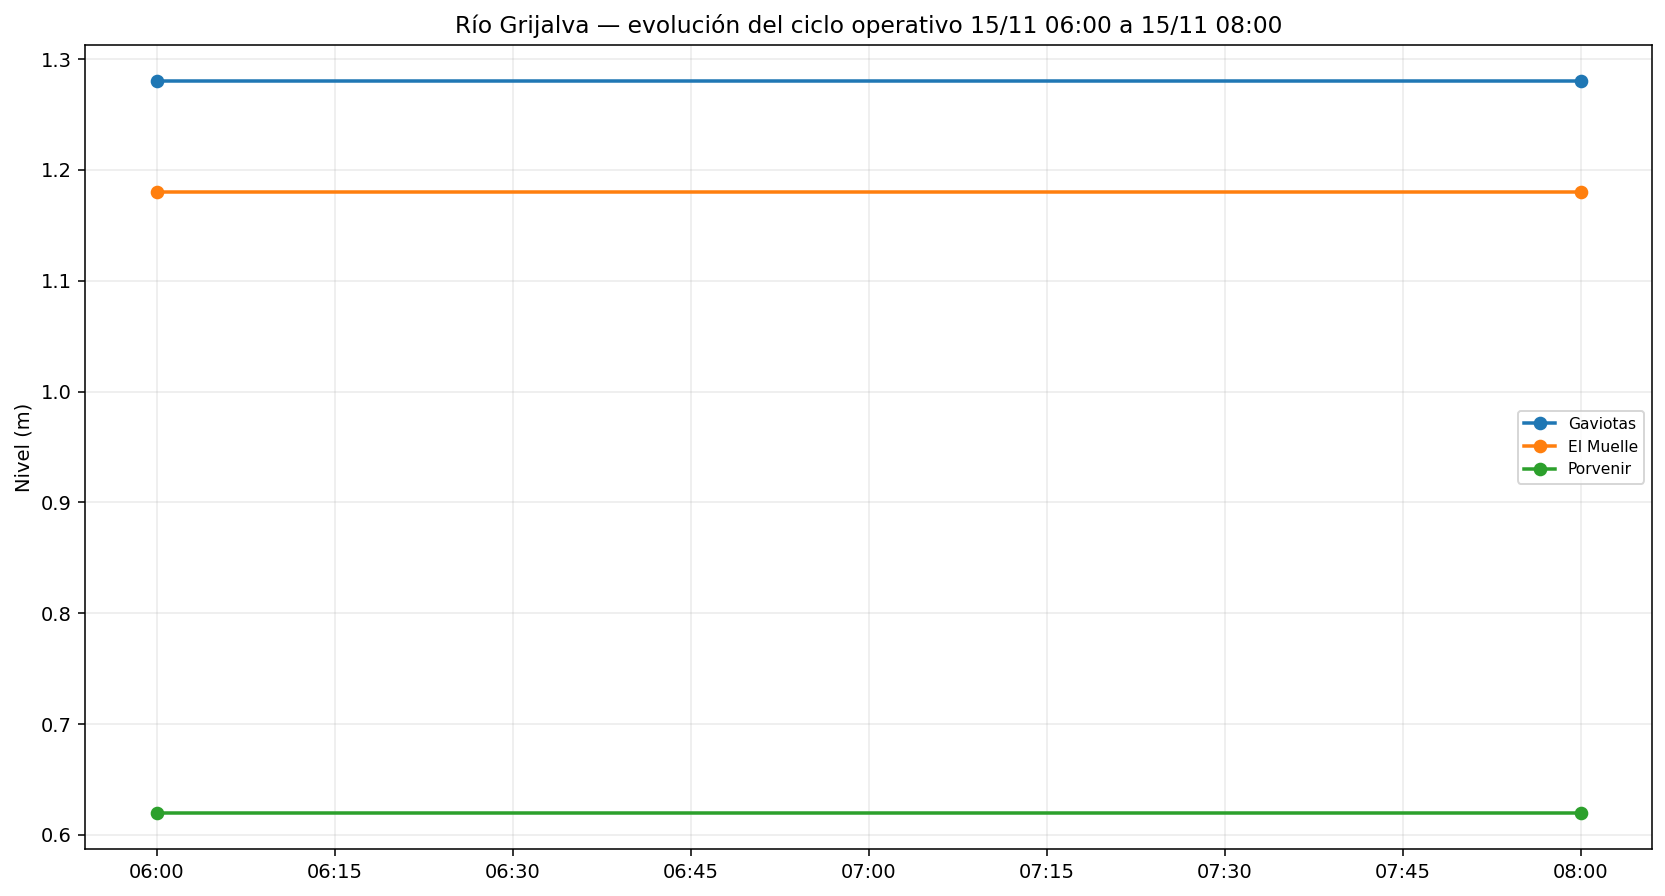 Río Grijalva — evolución del ciclo operativo 15/11 06:00 a 15/11 08:00
Nivel (m)
1.3
1.2
1.1
1.0
0.9
0.8
0.7
0.6
Gaviotas
El Muelle
Porvenir
06:00 06:15 06:30 06:45 07:00 07:15 07:30 07:45 08:00